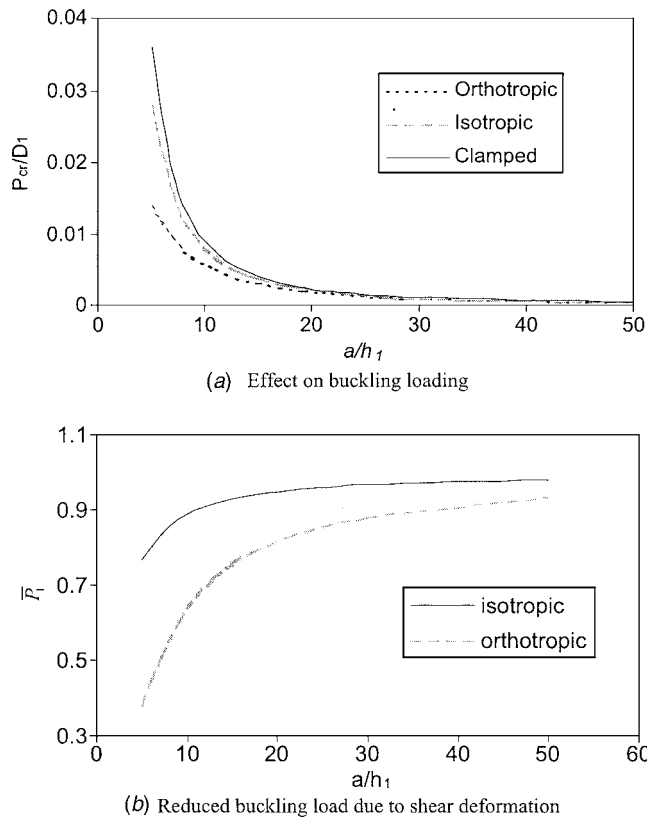 0.04
0.03
0.02
0.01
0
P_cr/D_1
Orthotropic
Isotropic
Clamped
0 10 20 30 40 50
a/h_1
(a) Effect on buckling loading
1.1
0.9
0.7
0.5
0.3
P̅_1
isotropic
orthotropic
0 10 20 30 40 50 60
a/h_1
(b) Reduced buckling load due to shear deformation